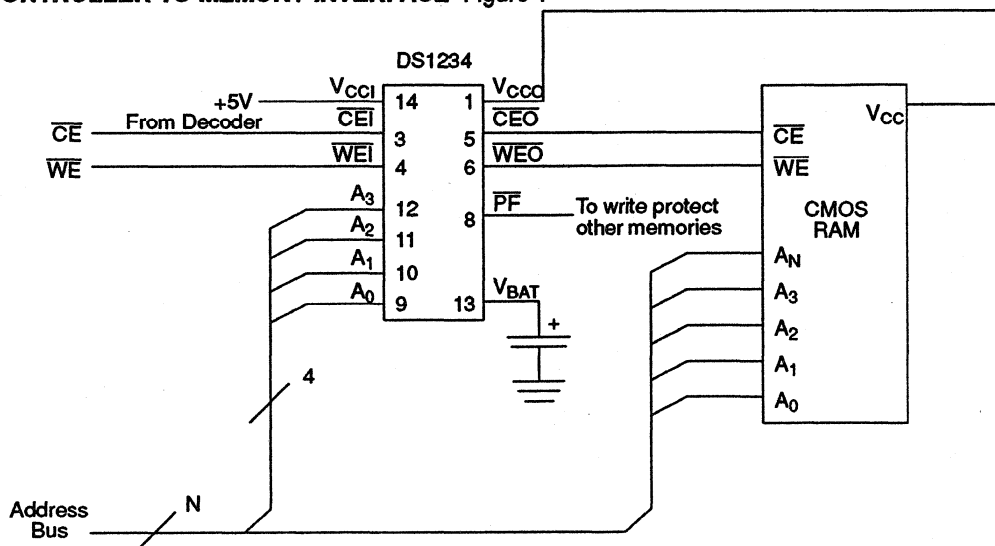 ONTROLLER TO MEMORY INTERFACE Figure 1
DS1234
+5V
VCCI
14
1
VCCO
VCC
CE
From Decoder
CEI
3
5
CEO
CE
WE
WEI
4
6
WEO
WE
A3
12
8
PF
To write protect
other memories
CMOS
RAM
A2
11
A1
10
A0
9
13
VBAT
+
AN
A3
A2
A1
A0
4
N
Address
Bus